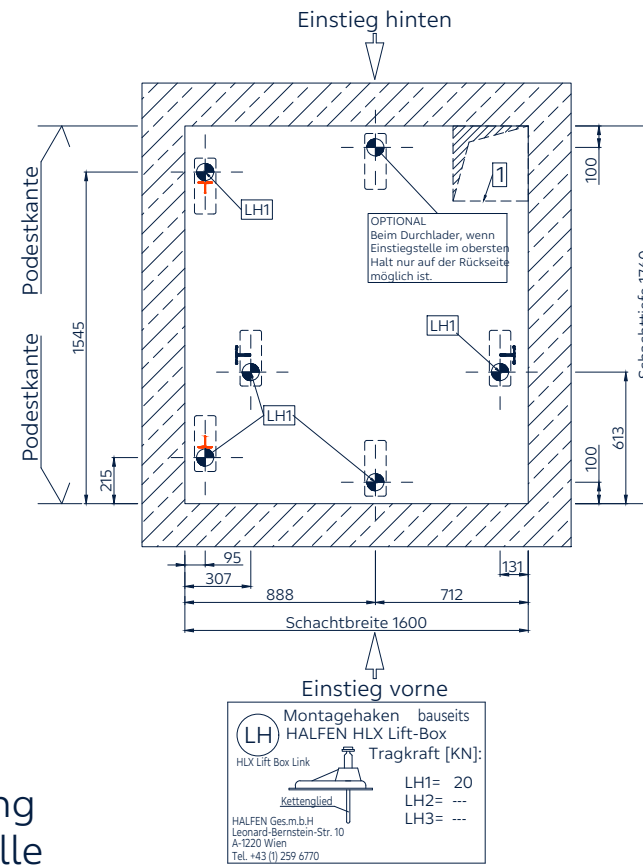 Einstieg hinten
Podestkante
Podestkante
1545
215
LH1
1
100
OPTIONAL
Beim Durchlader, wenn
Einstiegstelle im obersten
Halt nur auf der Rückseite
möglich ist.
LH1
LH1
100
613
95
307
131
888
712
Schachtbreite 1600
Einstieg vorne
LH
Montagehaken bauseits
HALFEN HLX Lift-Box
HLX Lift Box Link
Tragkraft [KN]:
Kettenglied
LH1= 20
LH2= ---
LH3= ---
HALFEN Ges.m.b.H
Leonard-Bernstein-Str. 10
A-1220 Wien
Tel. +43 (1) 259 6770
ng
lle